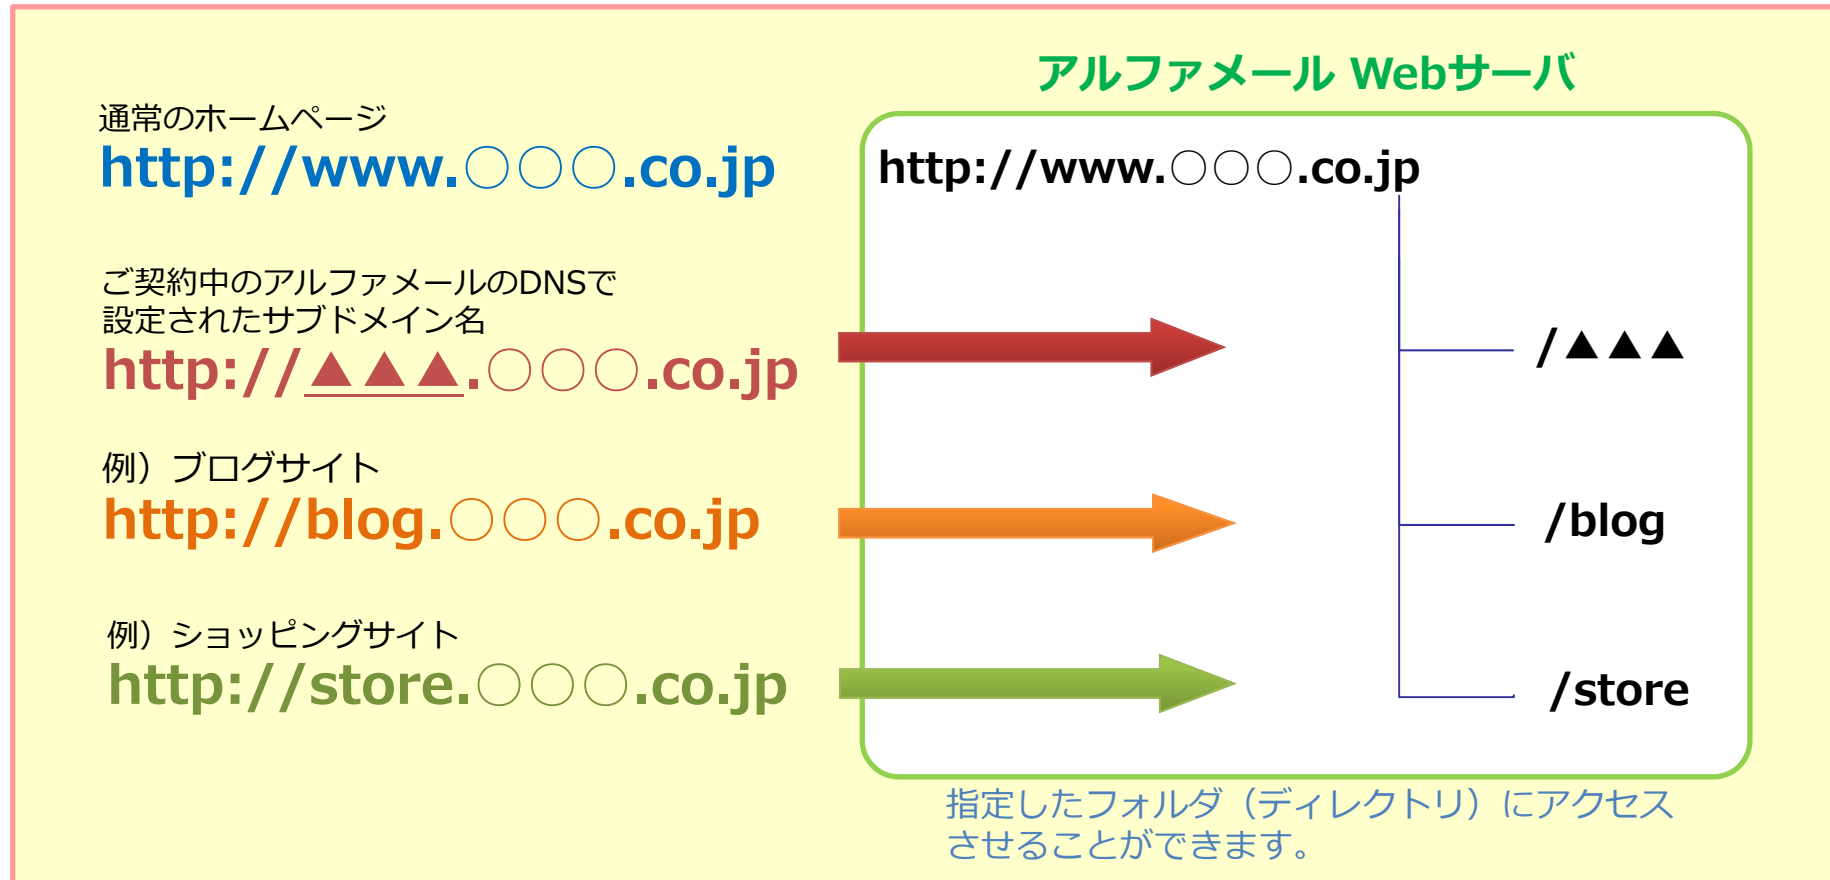 通常のホームページ
http://www.○○○.co.jp
ご契約中のアルファメールのDNSで
設定されたサブドメイン名
http://▲▲▲.○○○.co.jp
例）ブログサイト
http://blog.○○○.co.jp
例）ショッピングサイト
http://store.○○○.co.jp
アルファメール Webサーバ
http://www.○○○.co.jp
/▲▲▲
/blog
/store
指定したフォルダ（ディレクトリ）にアクセス
させることができます。